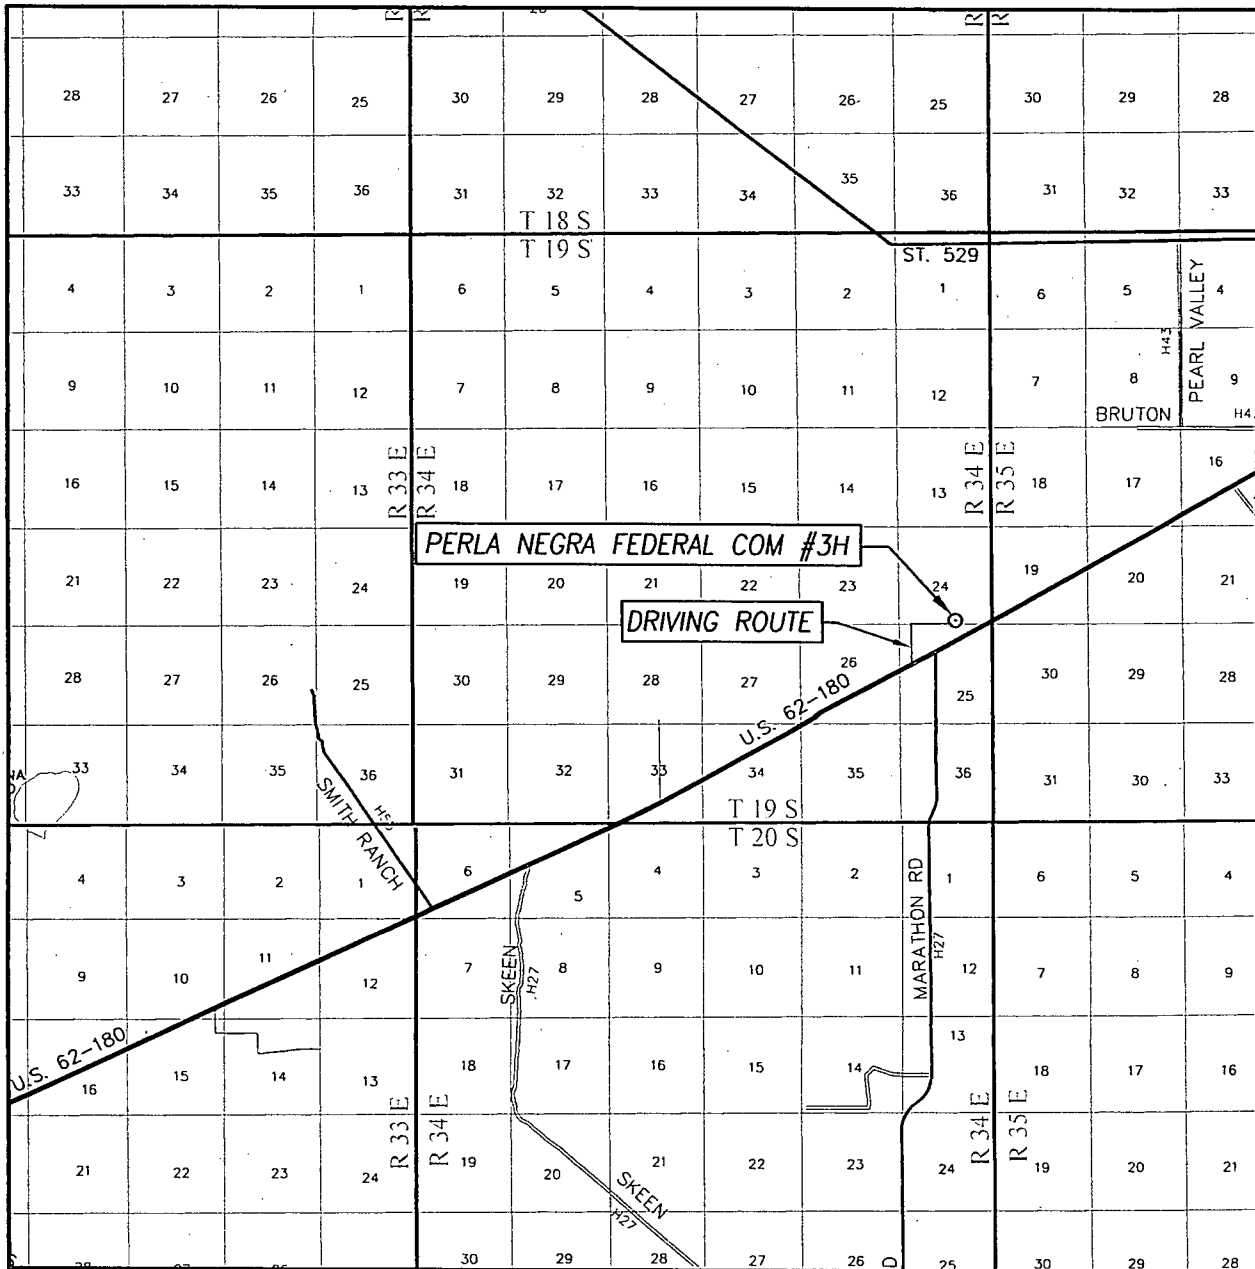 28 27 26 25 30 29 28 27 26 25 30 29 28
33 34 35 36 31 32 33 34 35 36 31 32 33
T 18 S
T 19 S
ST. 529
4 3 2 1 6 5 4 3 2 1 6 5 4
PEARL VALLEY
H43
9 10 11 12 7 8 9 10 11 12 7 8 9
BRUTON
R 33 E
R 34 E
R 34 E
R 35 E
16 15 14 13 18 17 16 15 14 13 18 17 16
PERLA NEGRA FEDERAL COM #3H
21 22 23 24 19 20 21 22 23 24 19 20 21
DRIVING ROUTE
28 27 26 25 30 29 28 27 26 25 30 29 28
U.S. 62-180
33 34 35 36 31 32 33 34 35 36 31 30 33
SMITH RANCH
T 19 S
T 20 S
4 3 2 1 6 5 4 3 2 1 6 5 4
MARATHON RD
H27
SKEEN
H27
9 10 11 12 7 8 9 10 11 12 7 8 9
U.S. 62-180
16 15 14 13 18 17 16 15 14 13 18 17 16
R 33 E
R 34 E
R 34 E
R 35 E
21 22 23 24 19 20 21 22 23 24 19 20 21
SKEEN
H27
30 29 28 27 26 25 30 29 28